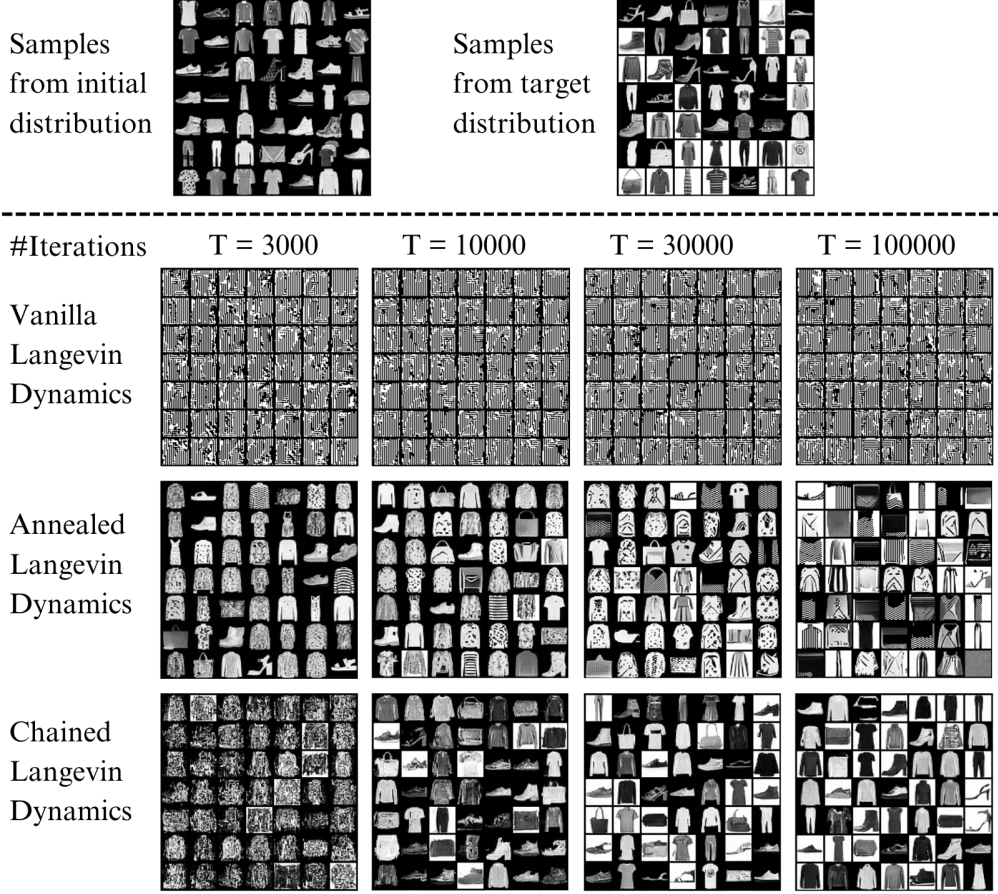 Samples
from initial
distribution
Samples
from target
distribution
#Iterations
T = 3000
T = 10000
T = 30000
T = 100000
Vanilla
Langevin
Dynamics
Annealed
Langevin
Dynamics
Chained
Langevin
Dynamics